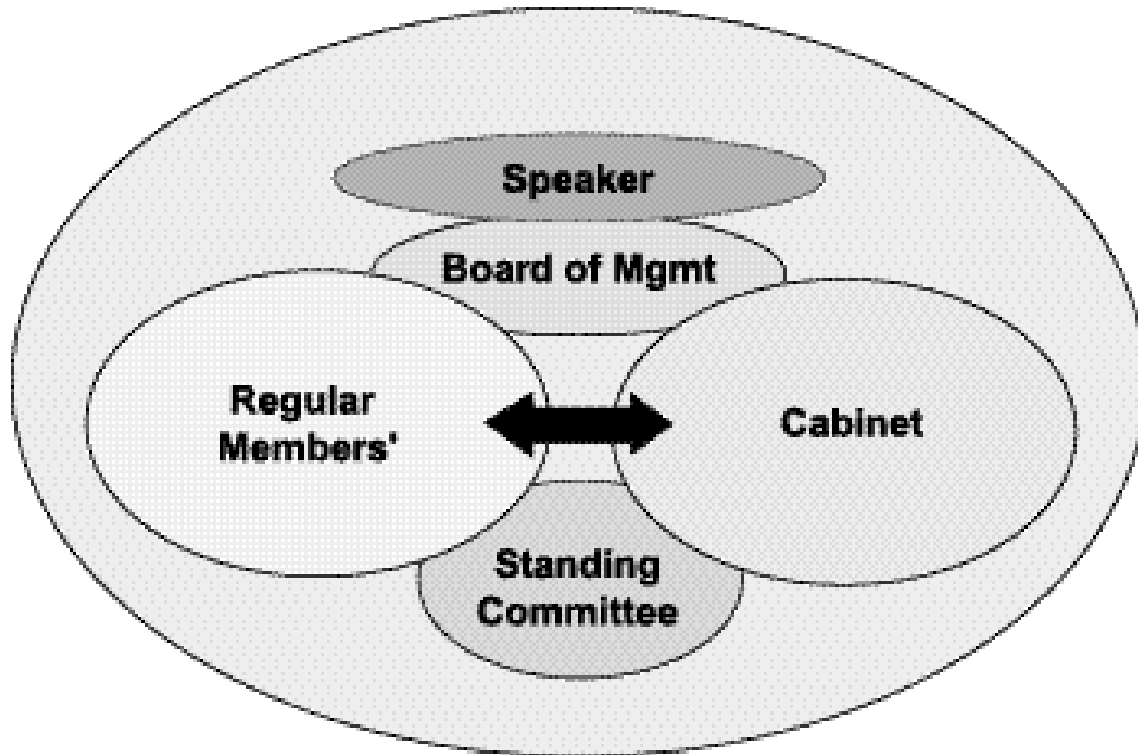 Speaker
Board of Mgmt
Regular
Members'
Cabinet
Standing
Committee